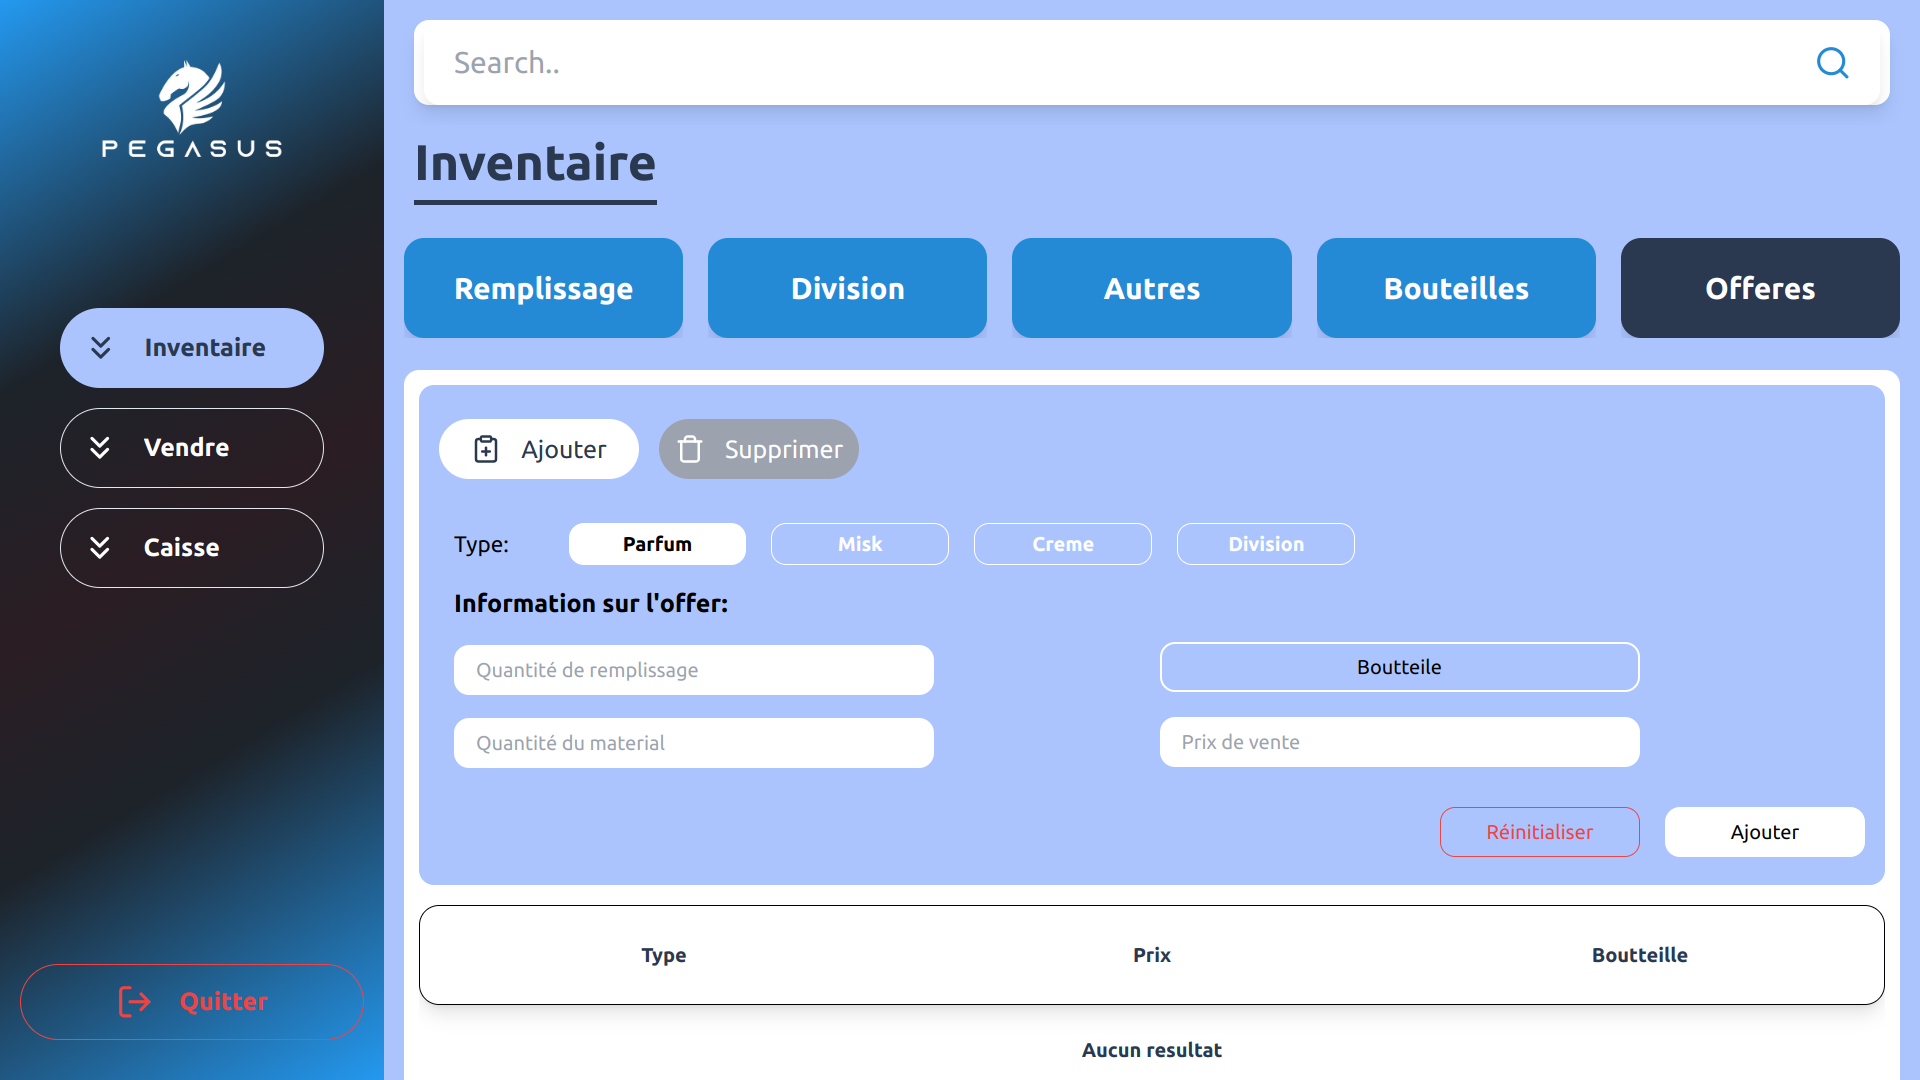 PEGASUS
Inventaire
Vendre
Caisse
Quitter
Search..
Inventaire
Remplissage
Division
Autres
Bouteilles
Offeres
Ajouter
Supprimer
Type:
Parfum
Misk
Creme
Division
Information sur l'offer:
Quantité de remplissage
Boutteile
Quantité du material
Prix de vente
Réinitialiser
Ajouter
Type
Prix
Boutteille
Aucun resultat